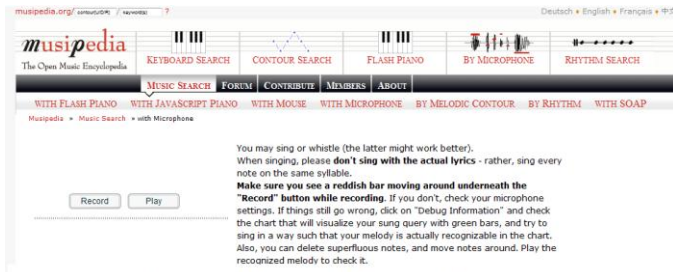 musipedia.org/ contour(UDR) / keyword(s) ?
Deutsch • English • Français • 中文
musipedia
The Open Music Encyclopedia
KEYBOARD SEARCH CONTOUR SEARCH FLASH PIANO BY MICROPHONE RHYTHM SEARCH
MUSIC SEARCH FORUM CONTRIBUTE MEMBERS ABOUT
WITH FLASH PIANO WITH JAVASCRIPT PIANO WITH MOUSE WITH MICROPHONE BY MELODIC CONTOUR BY RHYTHM WITH SOAP
Musipedia » Music Search » with Microphone
Record Play
You may sing or whistle (the latter might work better).
When singing, please don't sing with the actual lyrics - rather, sing every
note on the same syllable.
Make sure you see a reddish bar moving around underneath the
"Record" button while recording. If you don't, check your microphone
settings. If things still go wrong, click on "Debug Information" and check
the chart that will visualize your sung query with green bars, and try to
sing in a way such that your melody is actually recognizable in the chart.
Also, you can delete superfluous notes, and move notes around. Play the
recognized melody to check it.